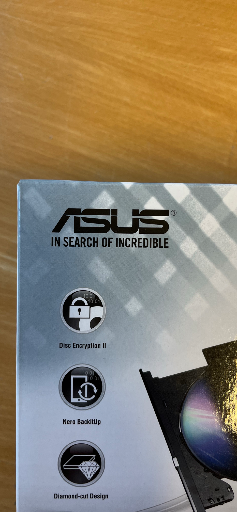 ASUS®
IN SEARCH OF INCREDIBLE
Disc Encryption II
Nero BackItUp
Diamond-cut Design